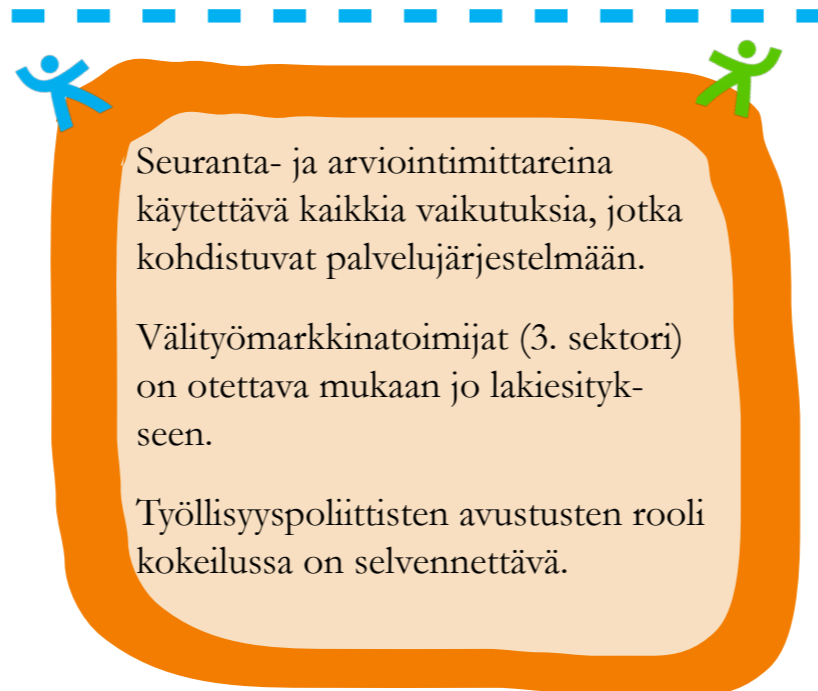 Seuranta- ja arviointimittareina
käytettävä kaikkia vaikutuksia, jotka
kohdistuvat palvelujärjestelmään.
Välityömarkkinatoimijat (3. sektori)
on otettava mukaan jo lakiesityk-
seen.
Työllisyyspoliittisten avustusten rooli
kokeilussa on selvennettävä.